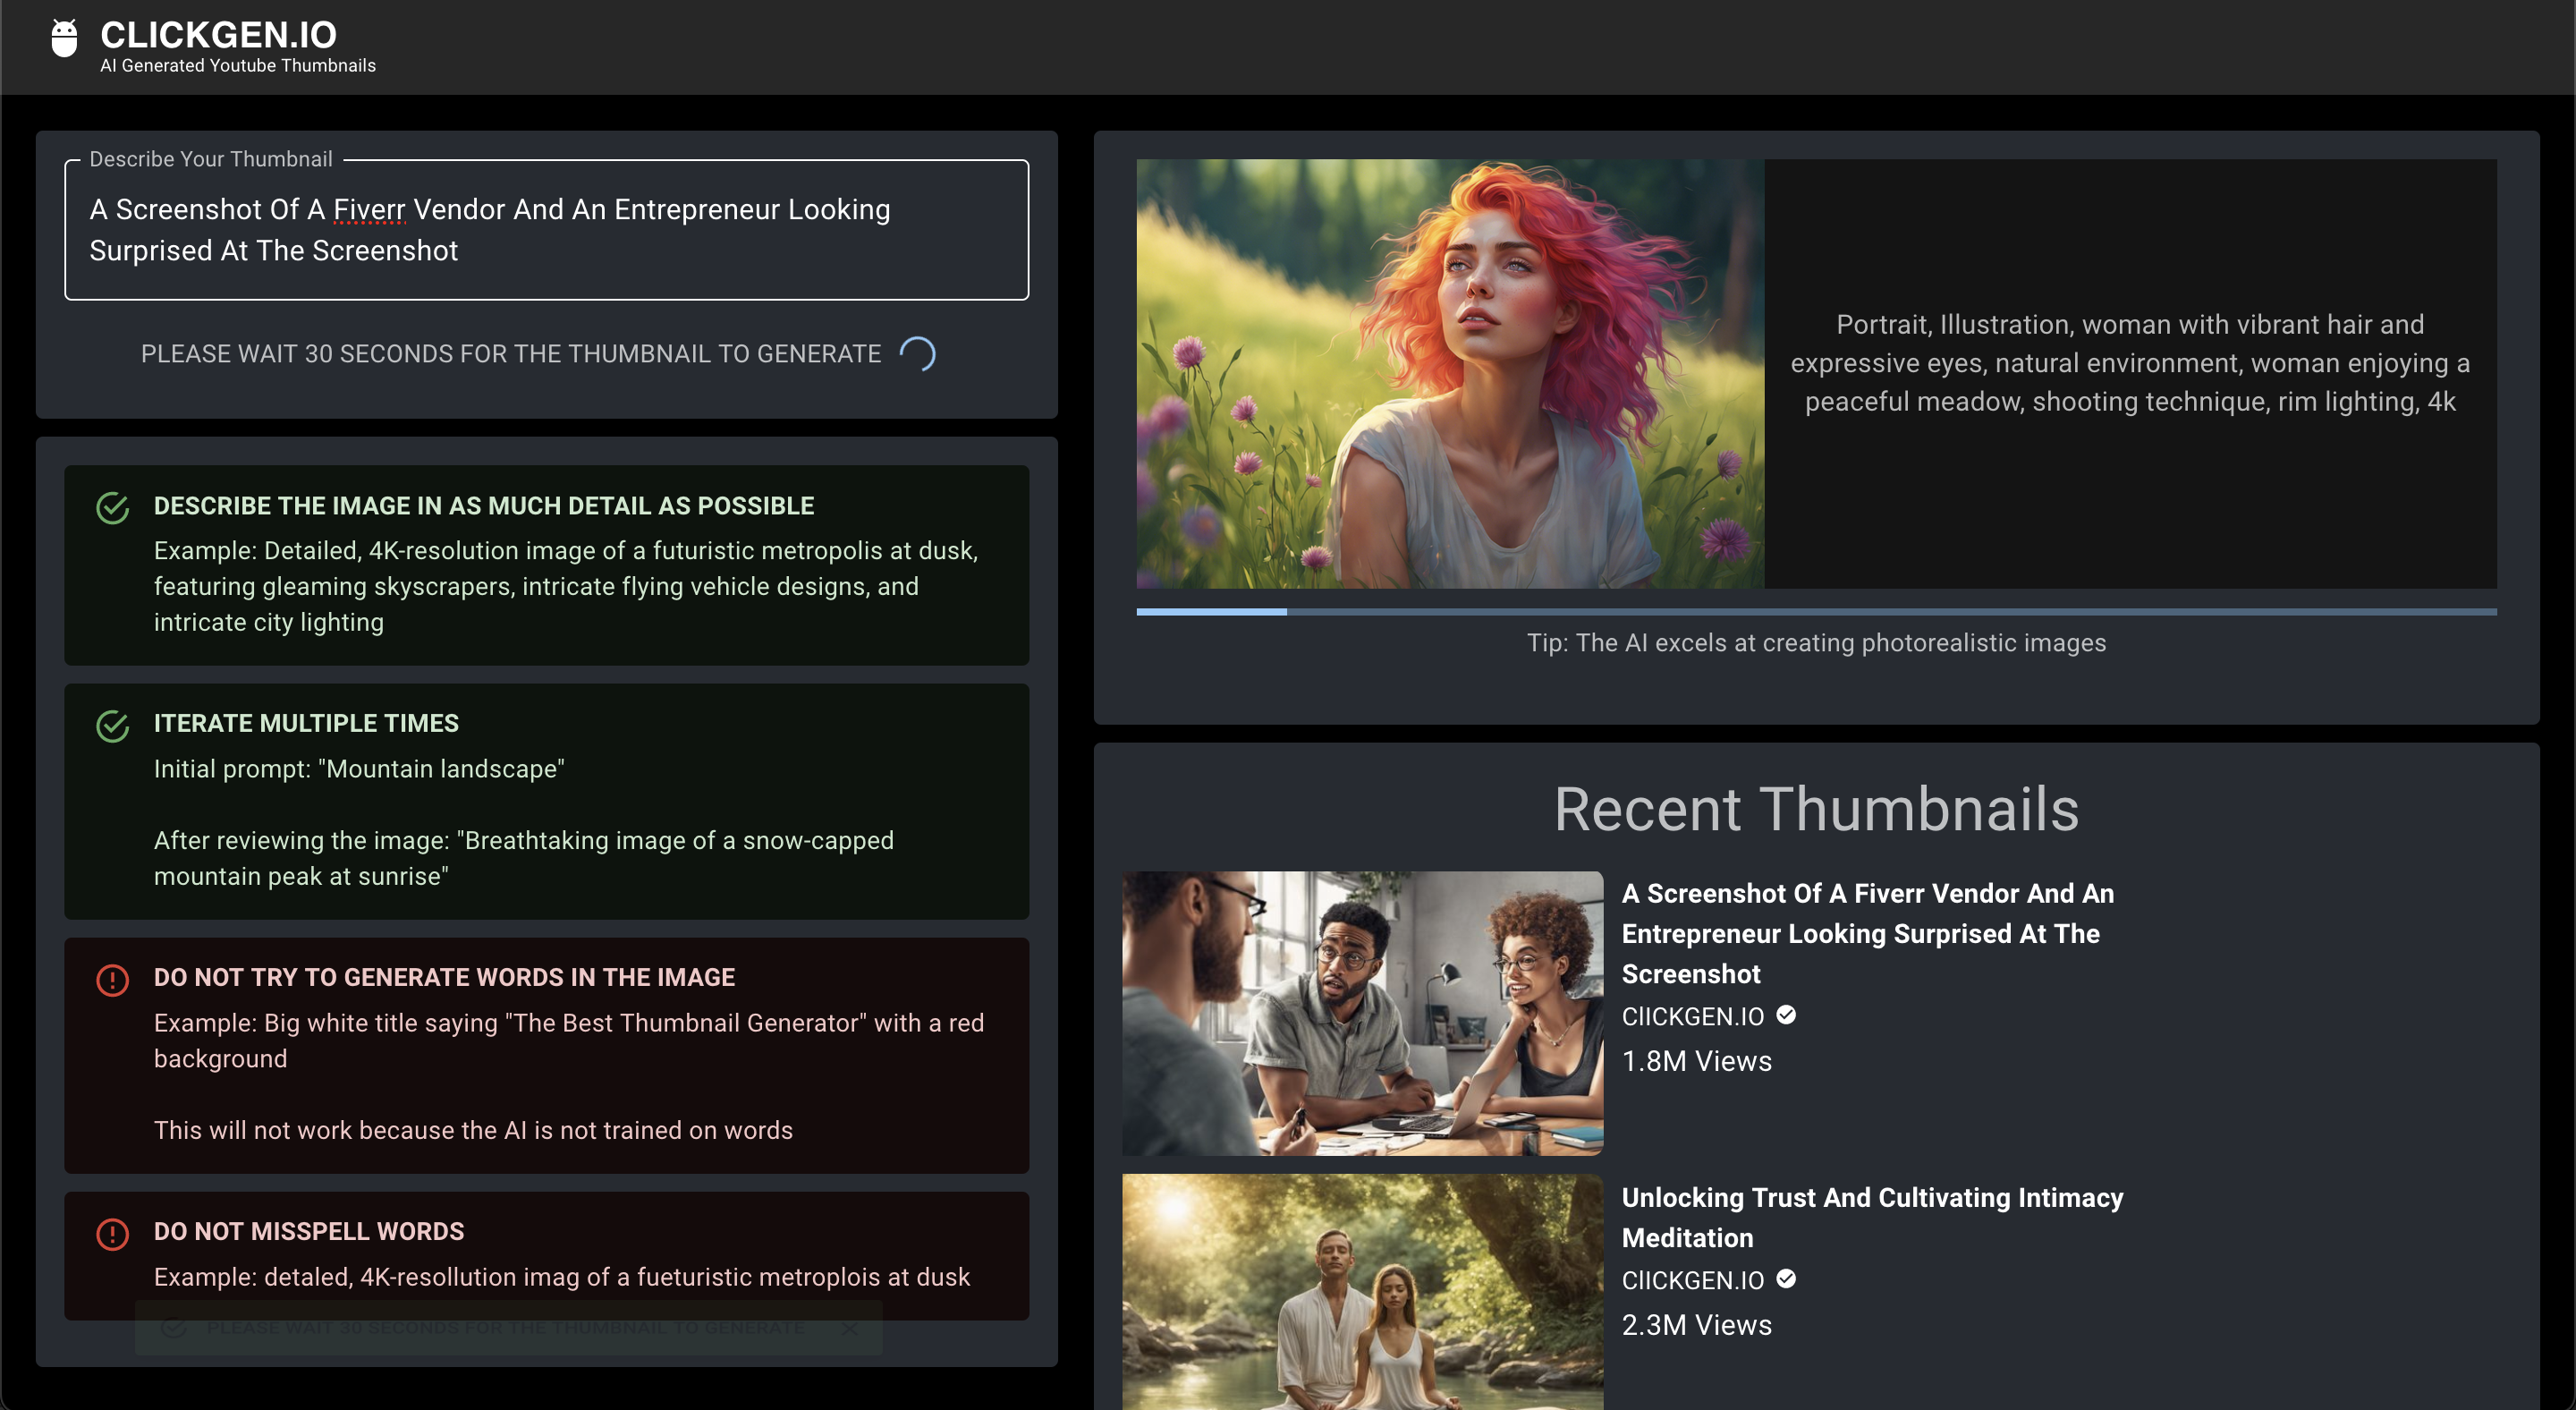 CLICKGEN.IO
AI Generated Youtube Thumbnails
Describe Your Thumbnail
A Screenshot Of A Fiverr Vendor And An Entrepreneur Looking
Surprised At The Screenshot
PLEASE WAIT 30 SECONDS FOR THE THUMBNAIL TO GENERATE
DESCRIBE THE IMAGE IN AS MUCH DETAIL AS POSSIBLE
Example: Detailed, 4K-resolution image of a futuristic metropolis at dusk,
featuring gleaming skyscrapers, intricate flying vehicle designs, and
intricate city lighting
ITERATE MULTIPLE TIMES
Initial prompt: "Mountain landscape"
After reviewing the image: "Breathtaking image of a snow-capped
mountain peak at sunrise"
DO NOT TRY TO GENERATE WORDS IN THE IMAGE
Example: Big white title saying "The Best Thumbnail Generator" with a red
background
This will not work because the AI is not trained on words
DO NOT MISSPELL WORDS
Example: detaled, 4K-resollution imag of a fueturistic metroplois at dusk
PLEASE WAIT 30 SECONDS FOR THE THUMBNAIL TO GENERATE
Portrait, Illustration, woman with vibrant hair and
expressive eyes, natural environment, woman enjoying a
peaceful meadow, shooting technique, rim lighting, 4k
Tip: The AI excels at creating photorealistic images
Recent Thumbnails
A Screenshot Of A Fiverr Vendor And An
Entrepreneur Looking Surprised At The
Screenshot
ClICKGEN.IO
1.8M Views
Unlocking Trust And Cultivating Intimacy
Meditation
ClICKGEN.IO
2.3M Views